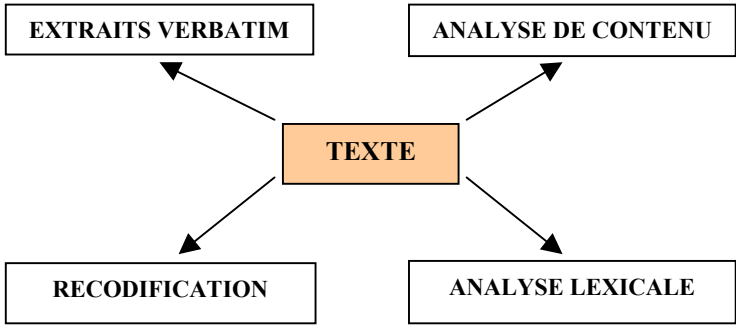 EXTRAITS VERBATIM
ANALYSE DE CONTENU
TEXTE
RECODIFICATION
ANALYSE LEXICALE